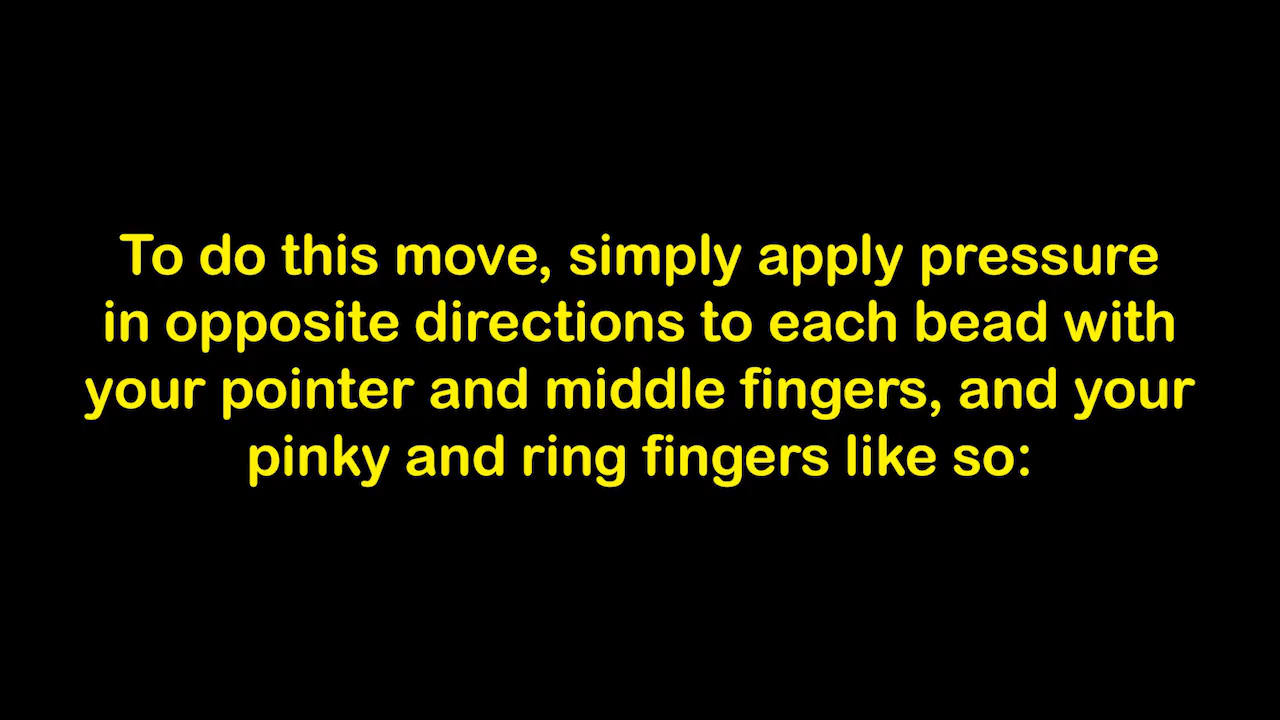 To do this move, simply apply pressure
in opposite directions to each bead with
your pointer and middle fingers, and your
pinky and ring fingers like so: